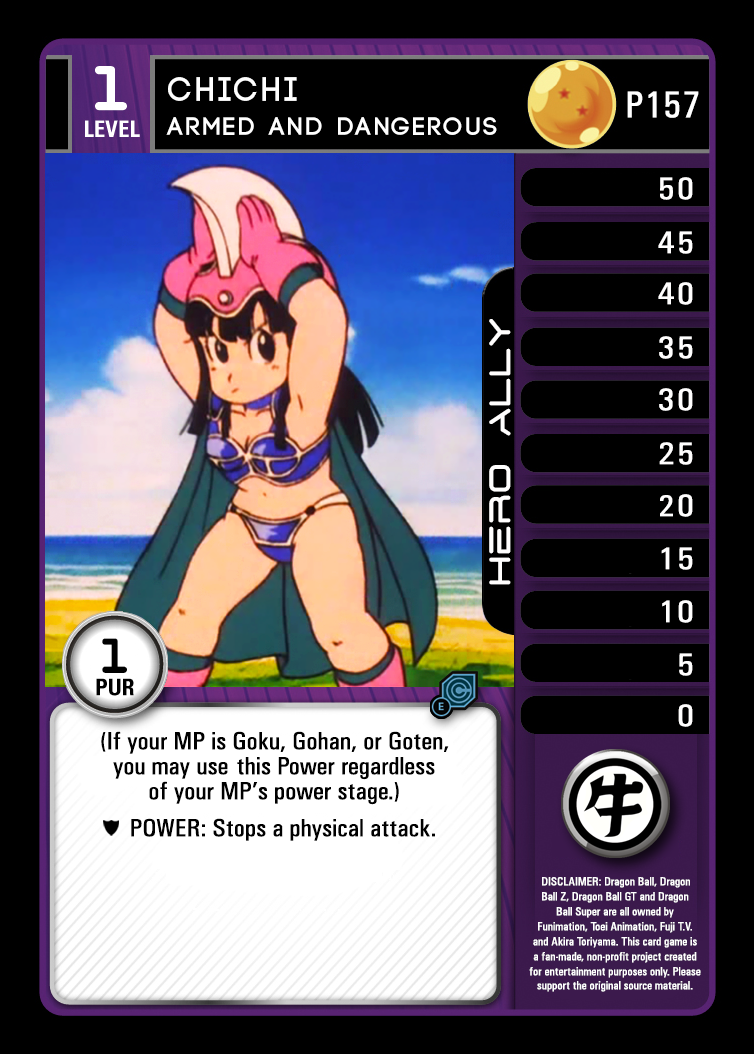 1
LEVEL
CHICHI
ARMED AND DANGEROUS
P157
50
45
40
35
30
25
20
15
10
5
0
HERO ALLY
1
PUR
E
(If your MP is Goku, Gohan, or Goten,
you may use this Power regardless
of your MP's power stage.)
POWER: Stops a physical attack.
牛
DISCLAIMER: Dragon Ball, Dragon
Ball Z, Dragon Ball GT and Dragon
Ball Super are all owned by
Funimation, Toei Animation, Fuji T.V.
and Akira Toriyama. This card game is
a fan-made, non-profit project created
for entertainment purposes only. Please
support the original source material.